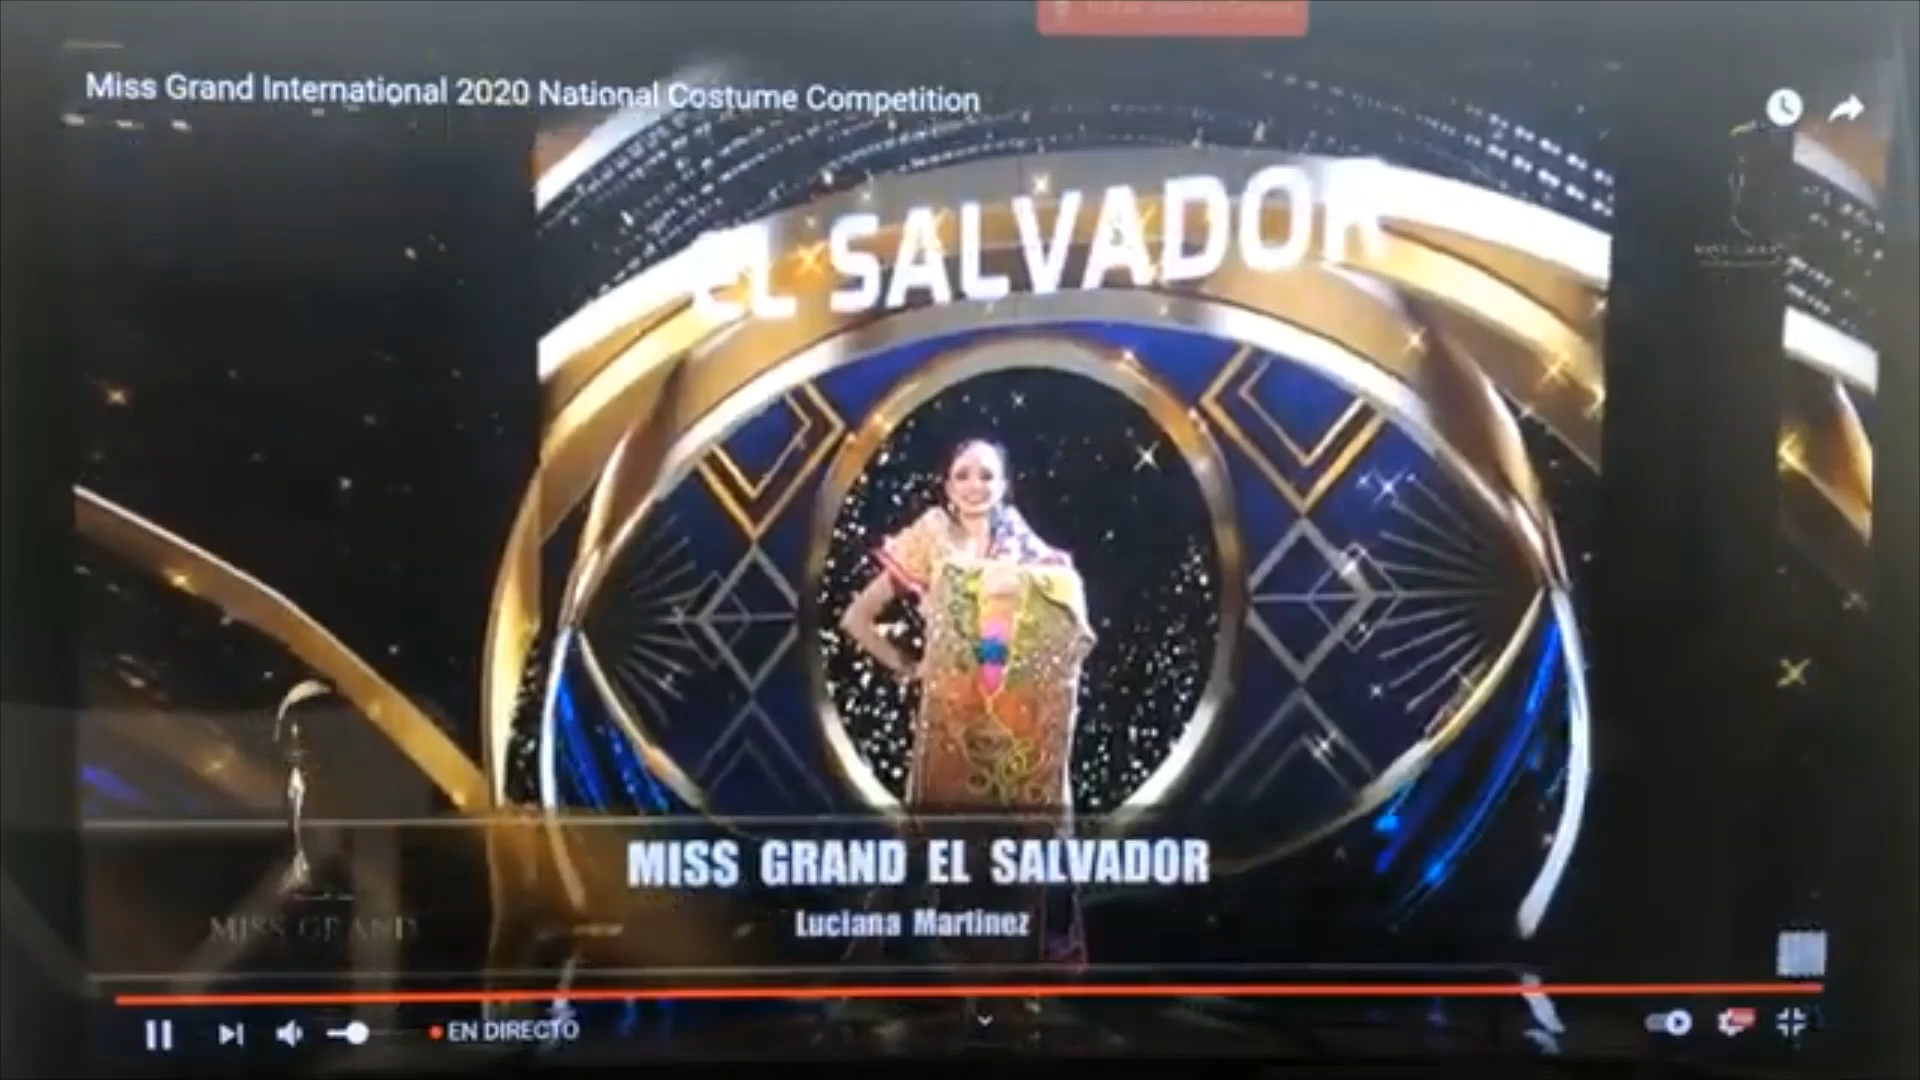 Miss Grand International 2020 National Costume Competition
EL SALVADOR
MISS GRAND EL SALVADOR
Luciana Martinez
MISS GRAND
EN DIRECTO